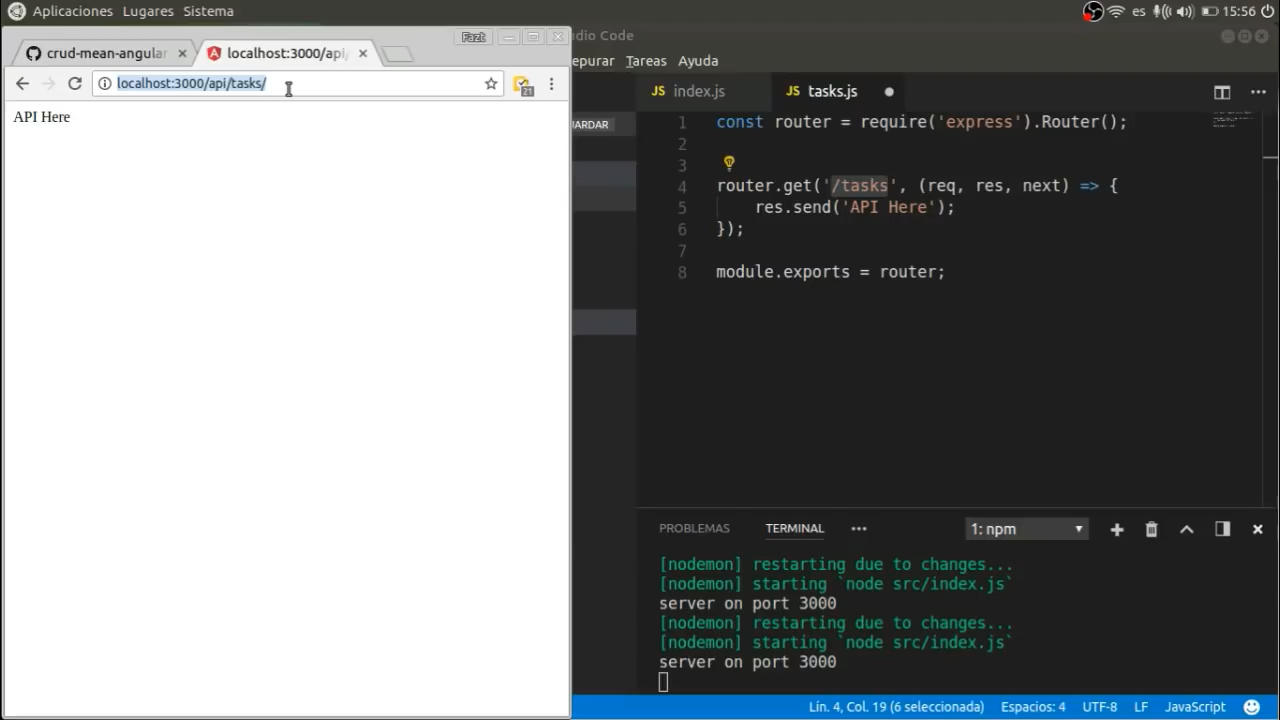 Aplicaciones Lugares Sistema
es 15:56
Fazt
crud-mean-angular
localhost:3000/api/
localhost:3000/api/tasks/
21
API Here
dio Code
epurar Tareas Ayuda
UARDAR
JS index.js
JS tasks.js
1 const router = require('express').Router();
2
3
4 router.get('/tasks', (req, res, next) => {
5 res.send('API Here');
6 });
7
8 module.exports = router;
PROBLEMAS TERMINAL 1: npm
[nodemon] restarting due to changes...
[nodemon] starting `node src/index.js`
server on port 3000
[nodemon] restarting due to changes...
[nodemon] starting `node src/index.js`
server on port 3000
Lín. 4, Col. 19 (6 seleccionada) Espacios: 4 UTF-8 LF JavaScript